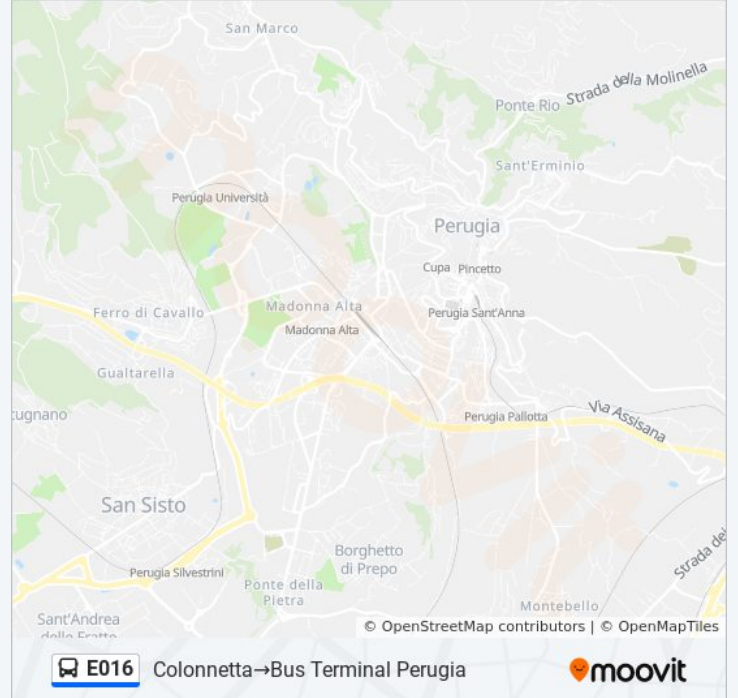 San Marco
Strada della Molinella
Ponte Rio
Sant'Erminio
Perugia Università
Perugia
Cupa
Pincetto
Ferro di Cavallo
Madonna Alta
Madonna Alta
Perugia Sant'Anna
Gualtarella
cugnano
Perugia Pallotta
Via Assisana
San Sisto
Strada dei
Borghetto
di Prepo
Perugia Silvestrini
Ponte della
Pietra
Montebello
Sant'Andrea
delle Fratte
© OpenStreetMap contributors | © OpenMapTiles
E016 Colonnetta→Bus Terminal Perugia
moovit